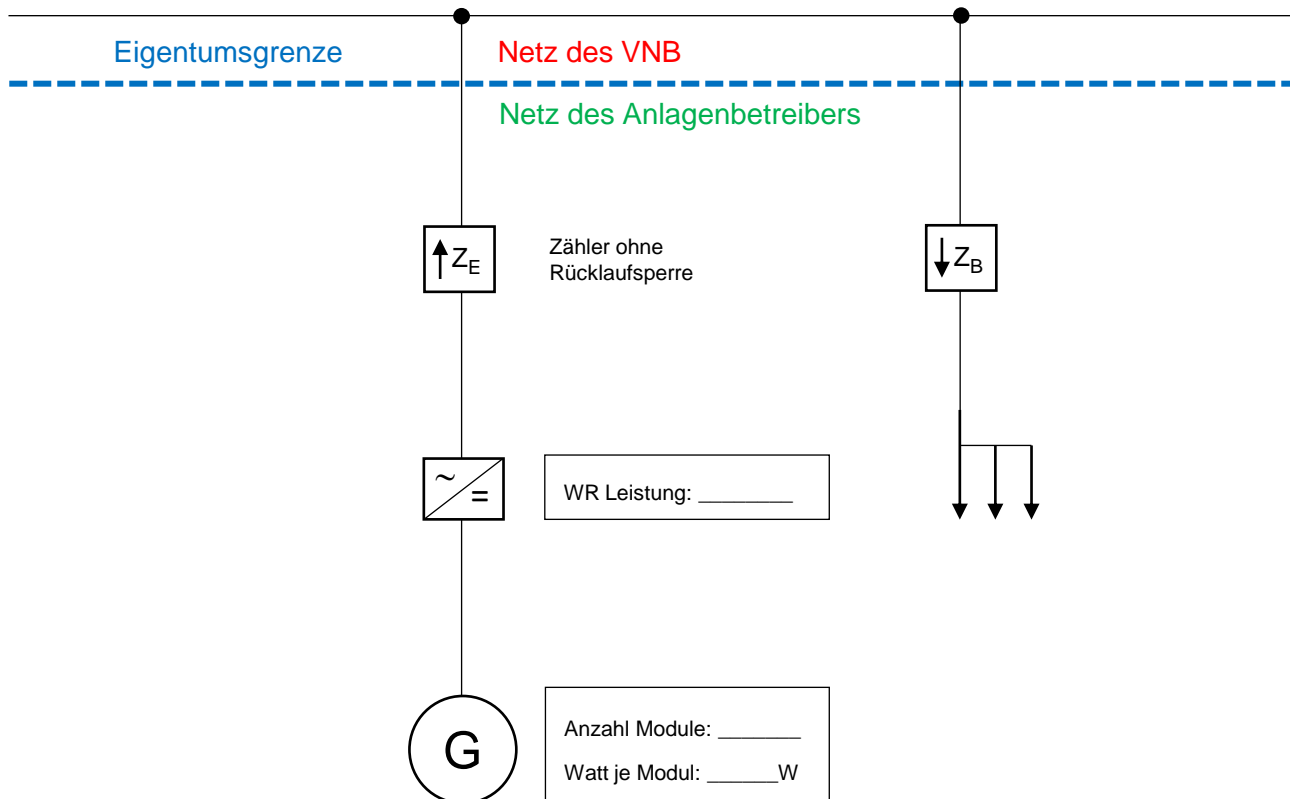 Eigentumsgrenze
Netz des VNB
Netz des Anlagenbetreibers
Z_E
Zähler ohne
Rücklaufsperre
Z_B
~
=
WR Leistung: ________
G
Anzahl Module: _______
Watt je Modul: ______W